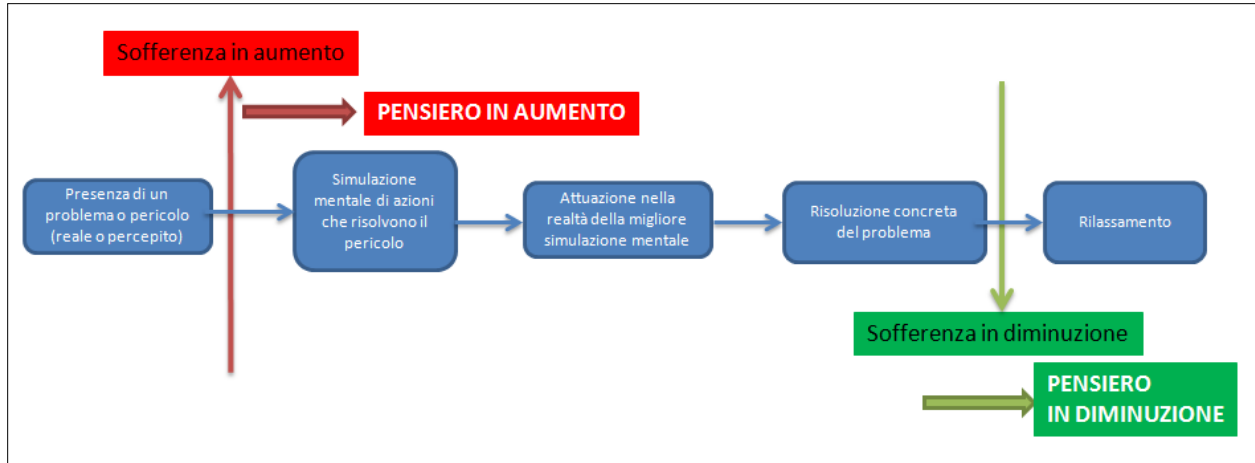 Sofferenza in aumento
PENSIERO IN AUMENTO
Presenza di un
problema o pericolo
(reale o percepito)
Simulazione
mentale di azioni
che risolvono il
pericolo
Attuazione nella
realtà della migliore
simulazione mentale
Risoluzione concreta
del problema
Rilassamento
Sofferenza in diminuzione
PENSIERO
IN DIMINUZIONE